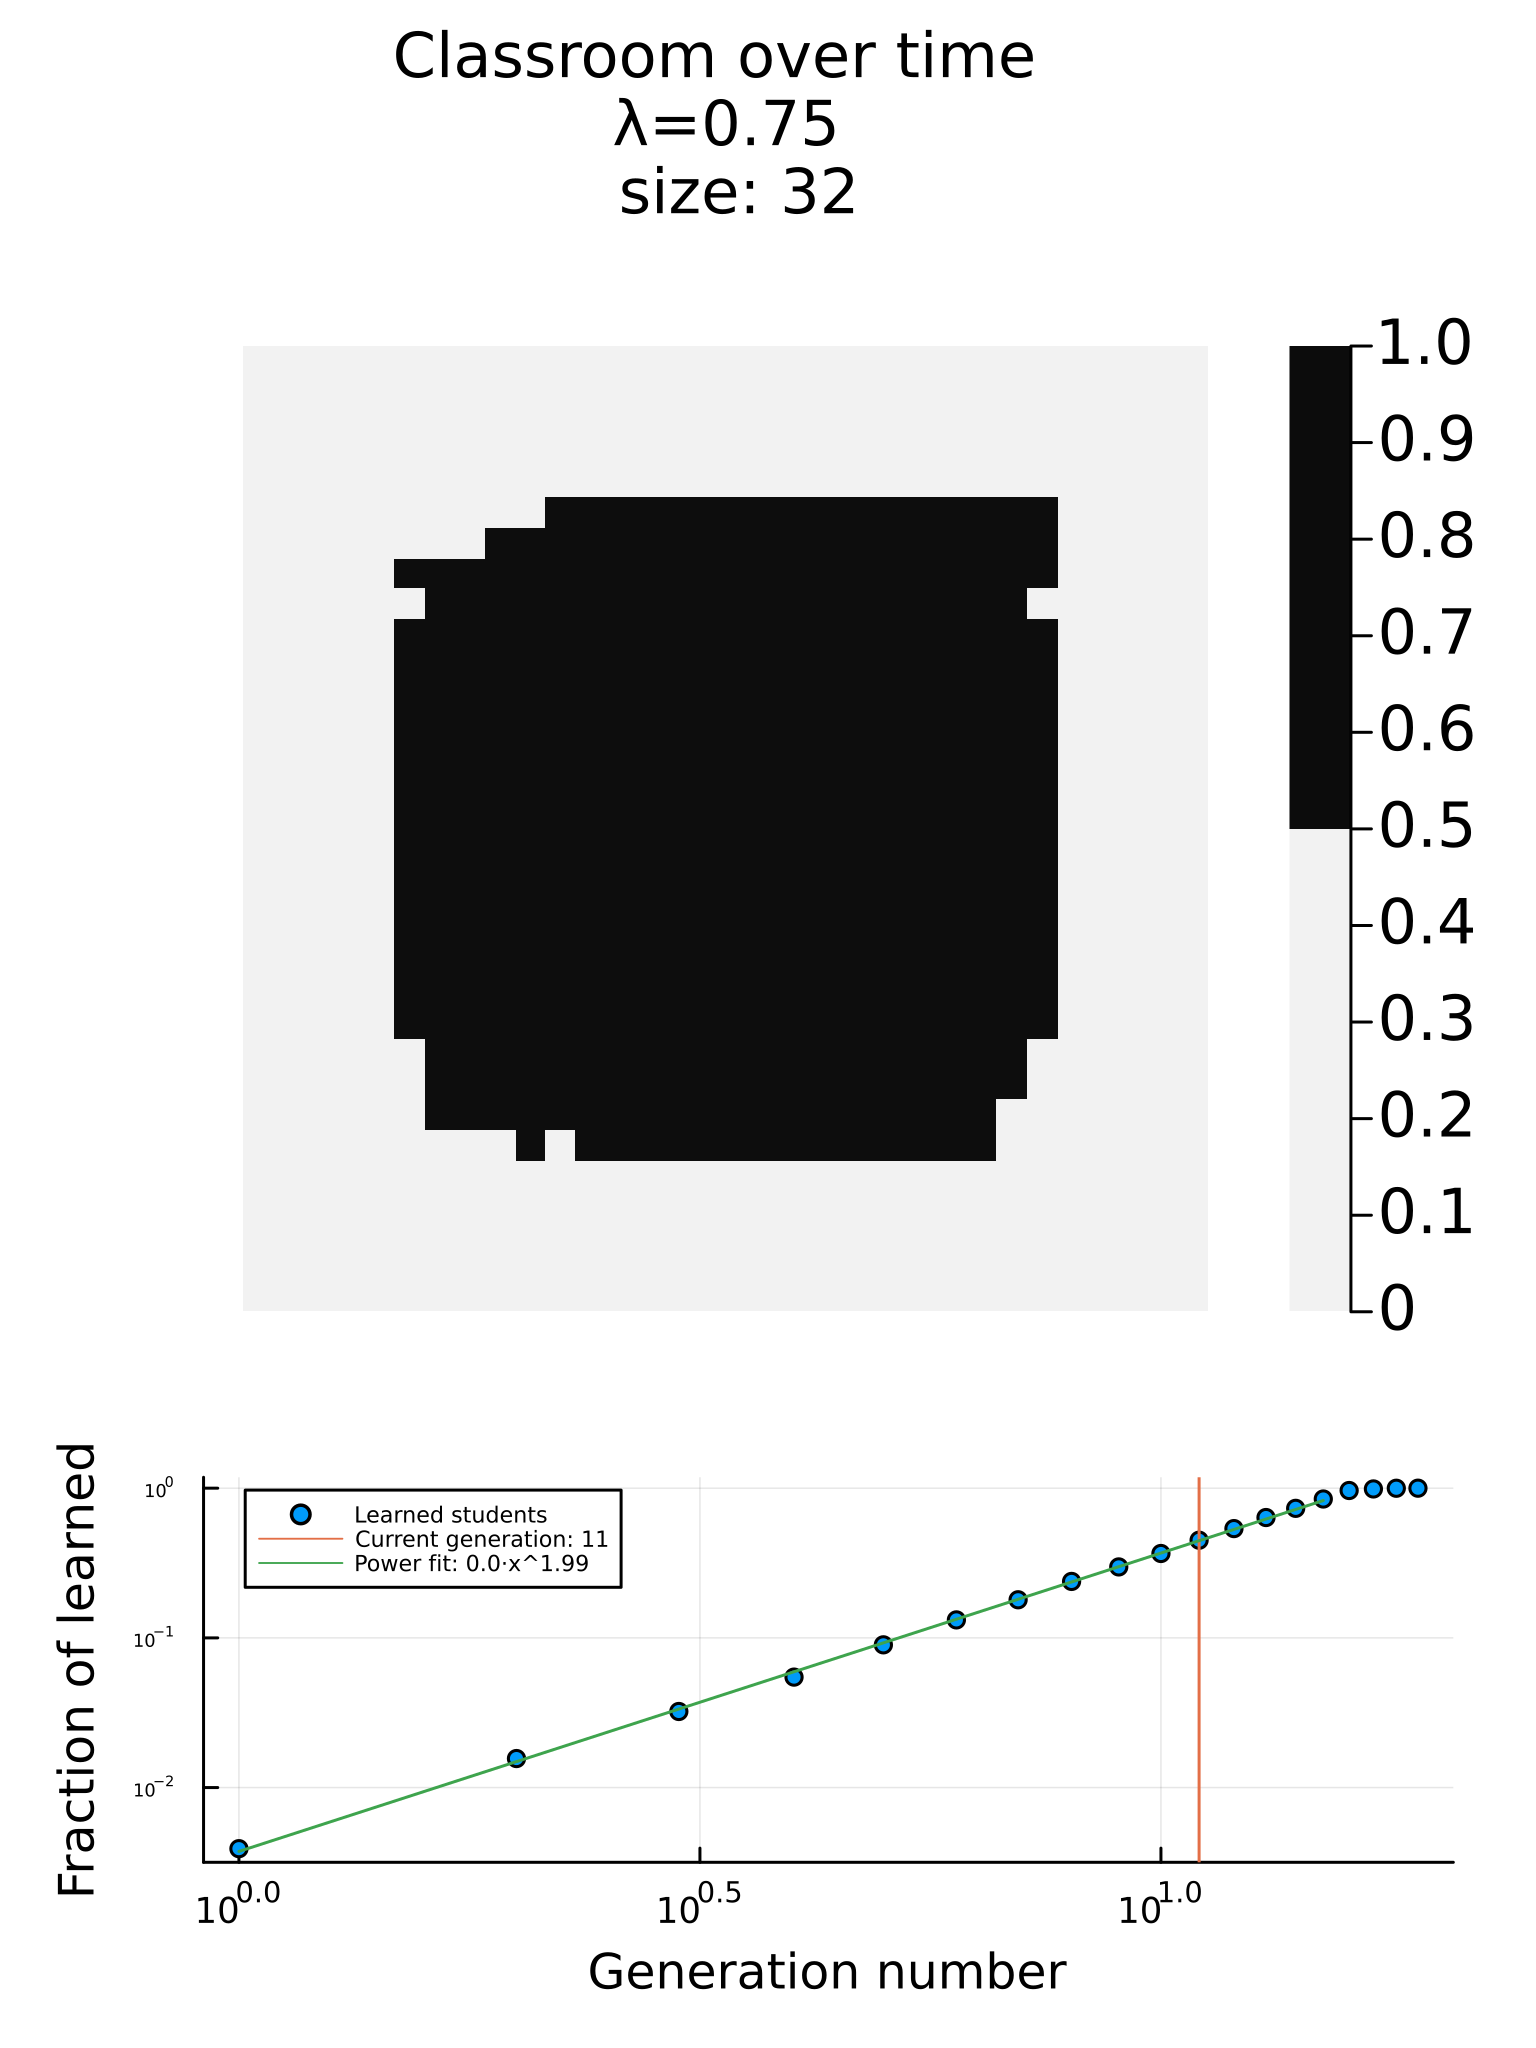 Classroom over time
λ=0.75
size: 32
1.0
0.9
0.8
0.7
0.6
0.5
0.4
0.3
0.2
0.1
0
Fraction of learned
10^0
10^−1
10^−2
Learned students
Current generation: 11
Power fit: 0.0·x^1.99
10^0.0
10^0.5
10^1.0
Generation number